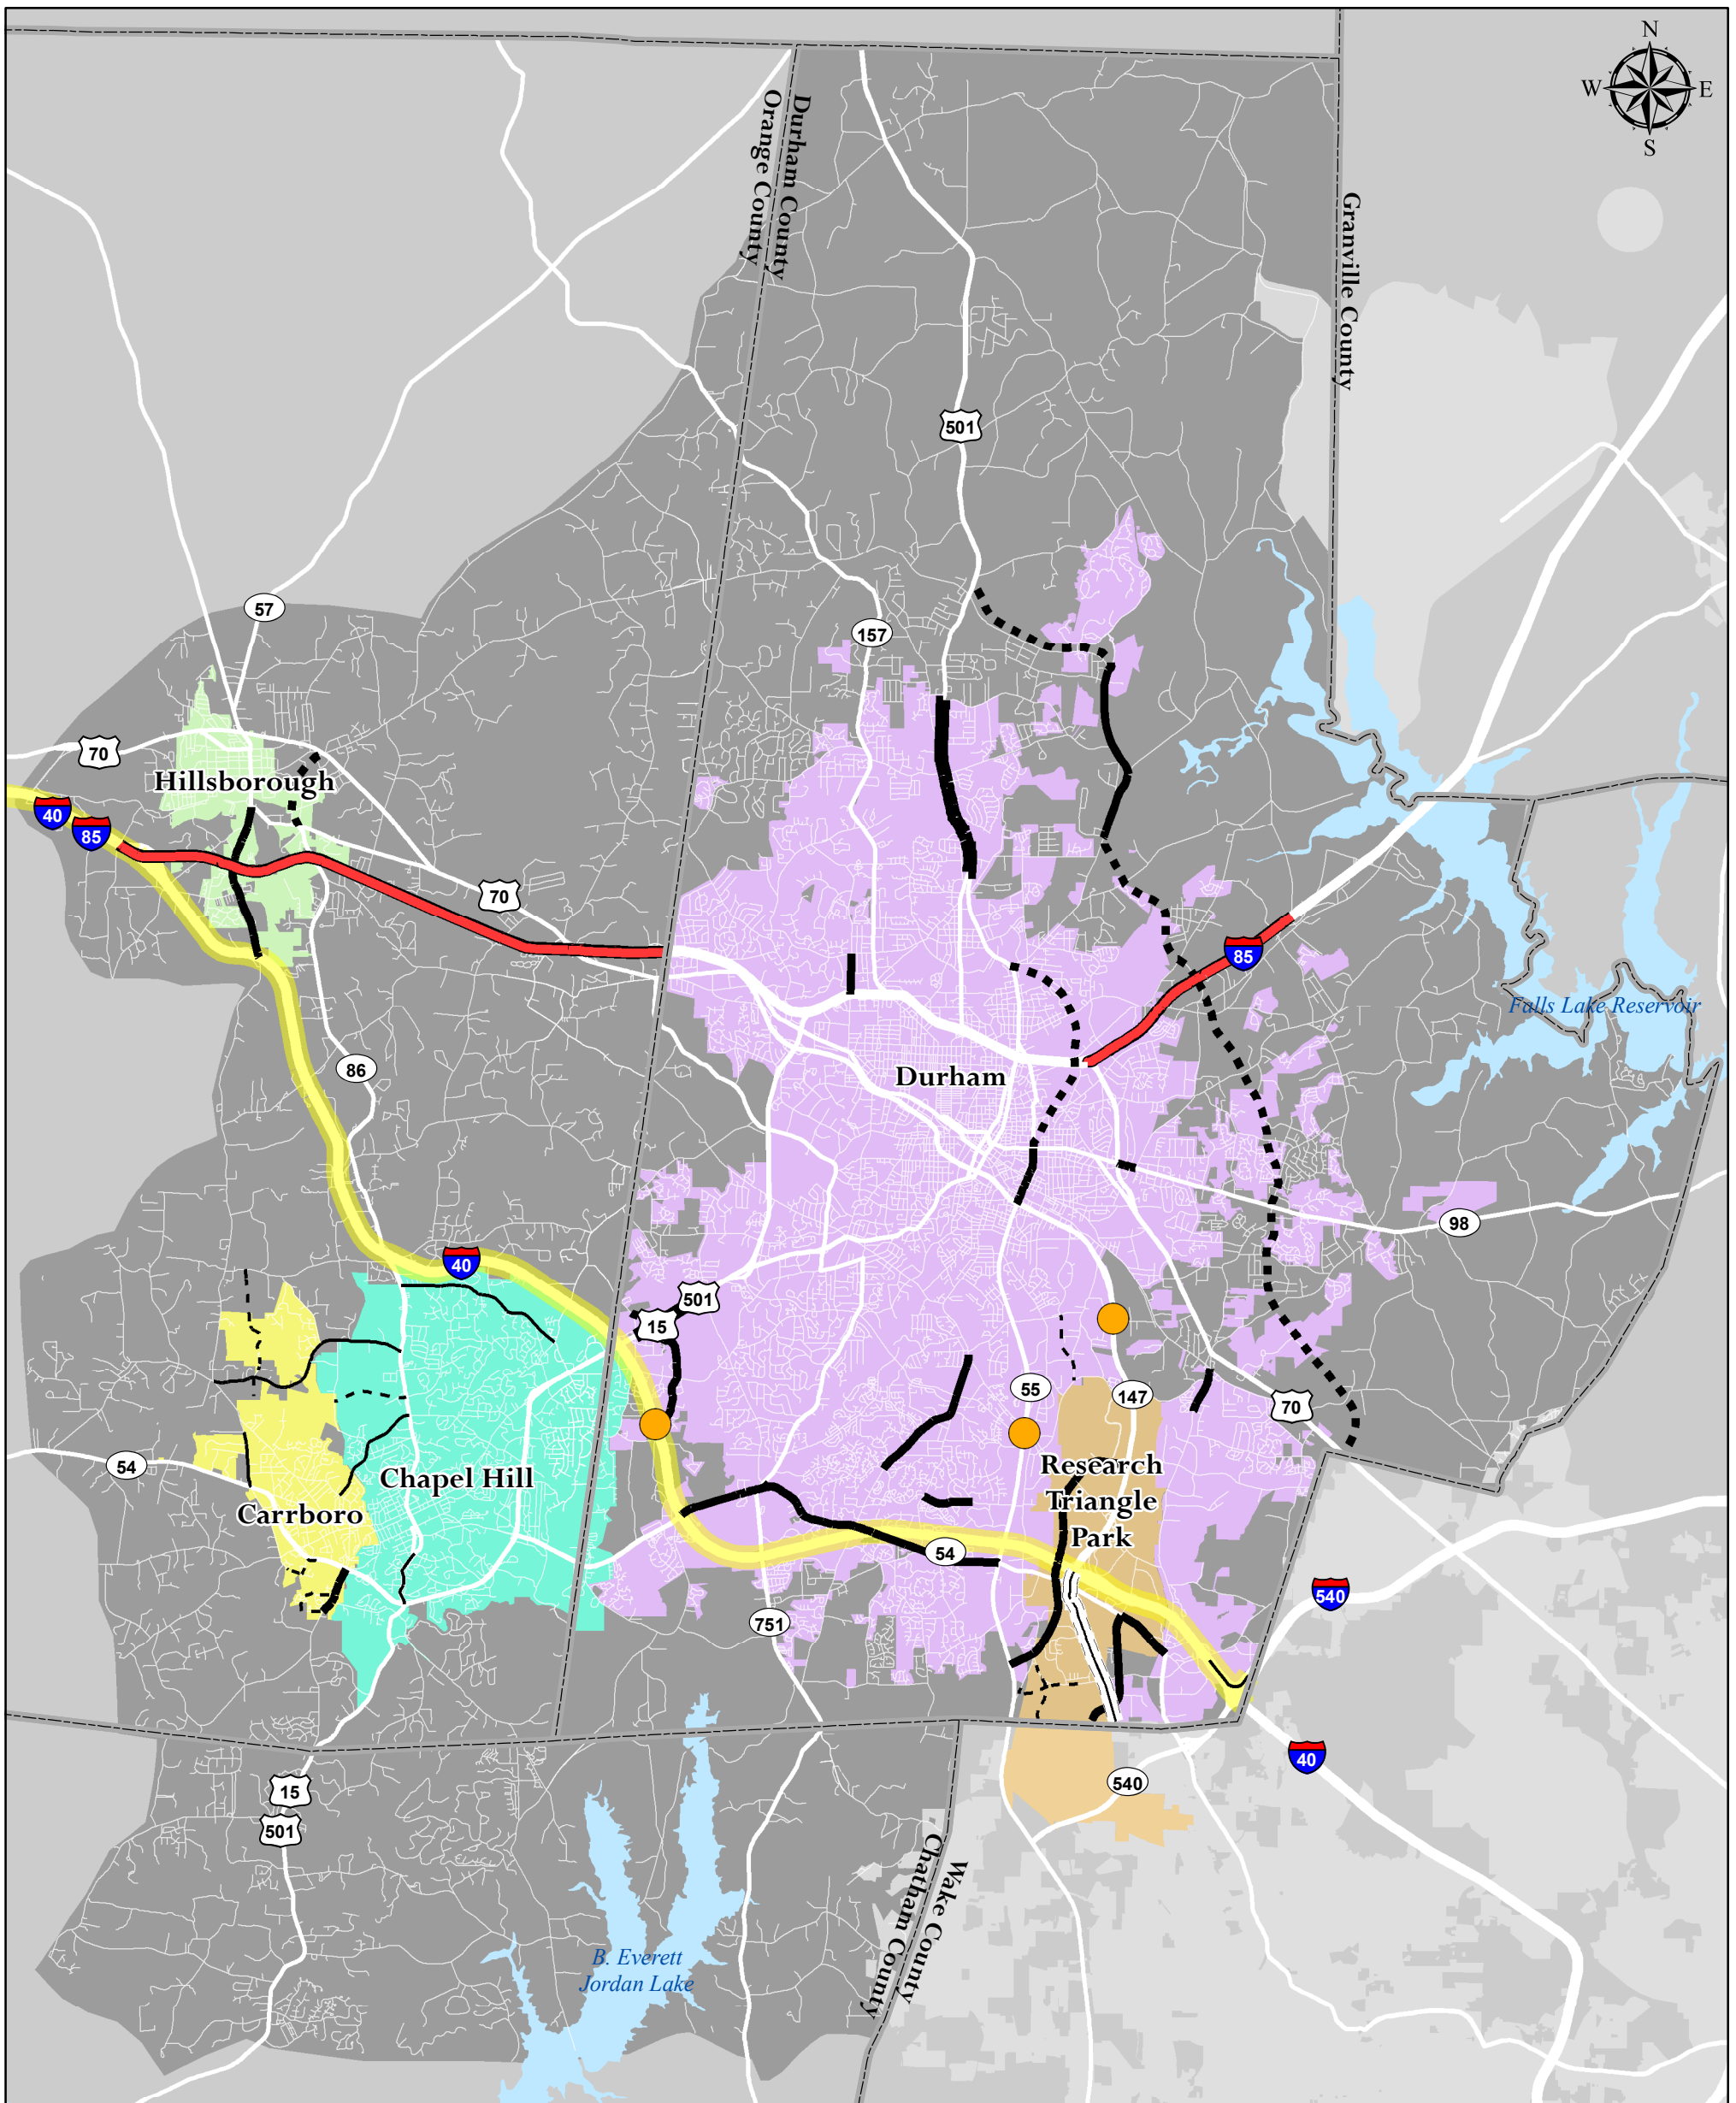 N
W
E
S
Durham County
Orange County
Granville County
501
57
157
70
Hillsborough
40
85
70
85
Falls Lake Reservoir
86
Durham
98
40
501
15
55
147
70
54
Chapel Hill
Research
Triangle
Park
Carrboro
54
540
751
40
540
15
501
Wake County
Chatham County
B. Everett
Jordan Lake